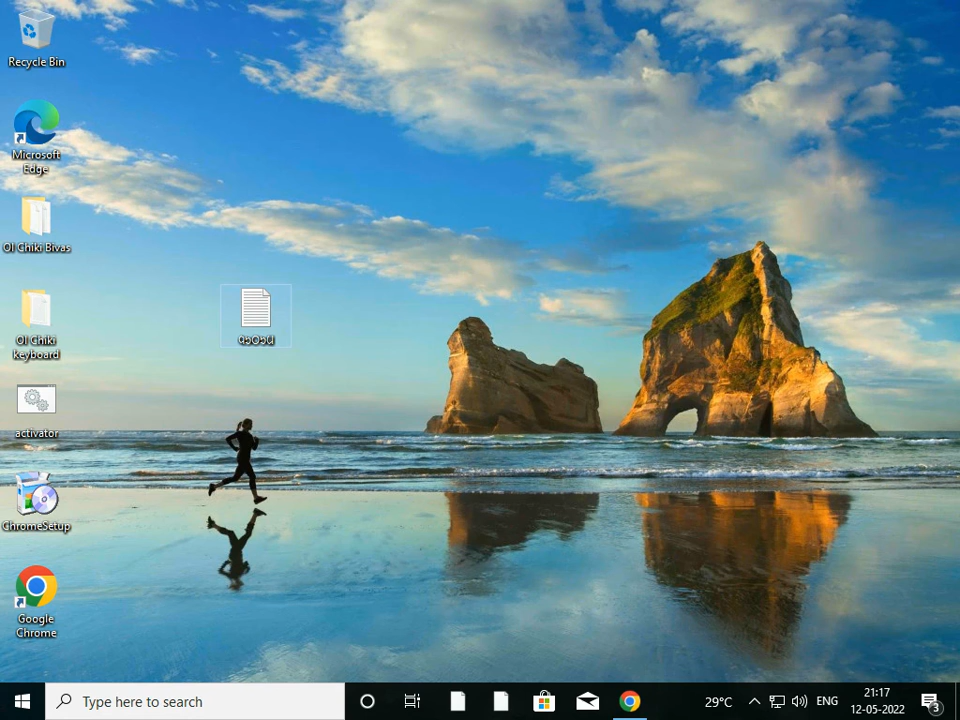 Recycle Bin
Microsoft
Edge
Ol Chiki Bivas
Ol Chiki
keyboard
activator
ChromeSetup
Google
Chrome
Type here to search
29°C
ENG
21:17
12-05-2022
3